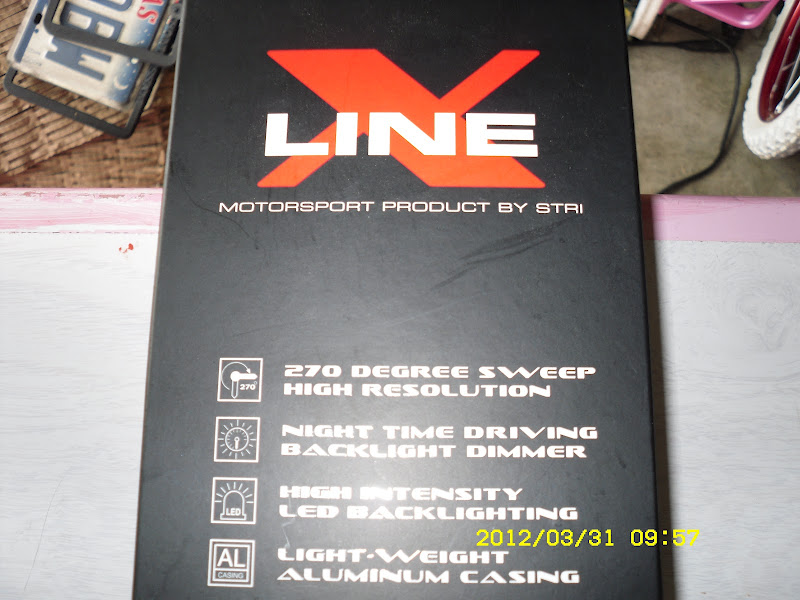 X
LINE
MOTORSPORT PRODUCT BY STRI
270°
270 DEGREE SWEEP
HIGH RESOLUTION
NIGHT TIME DRIVING
BACKLIGHT DIMMER
LED
HIGH INTENSITY
LED BACKLIGHTING
2012/03/31 09:57
AL
CASING
LIGHT-WEIGHT
ALUMINUM CASING